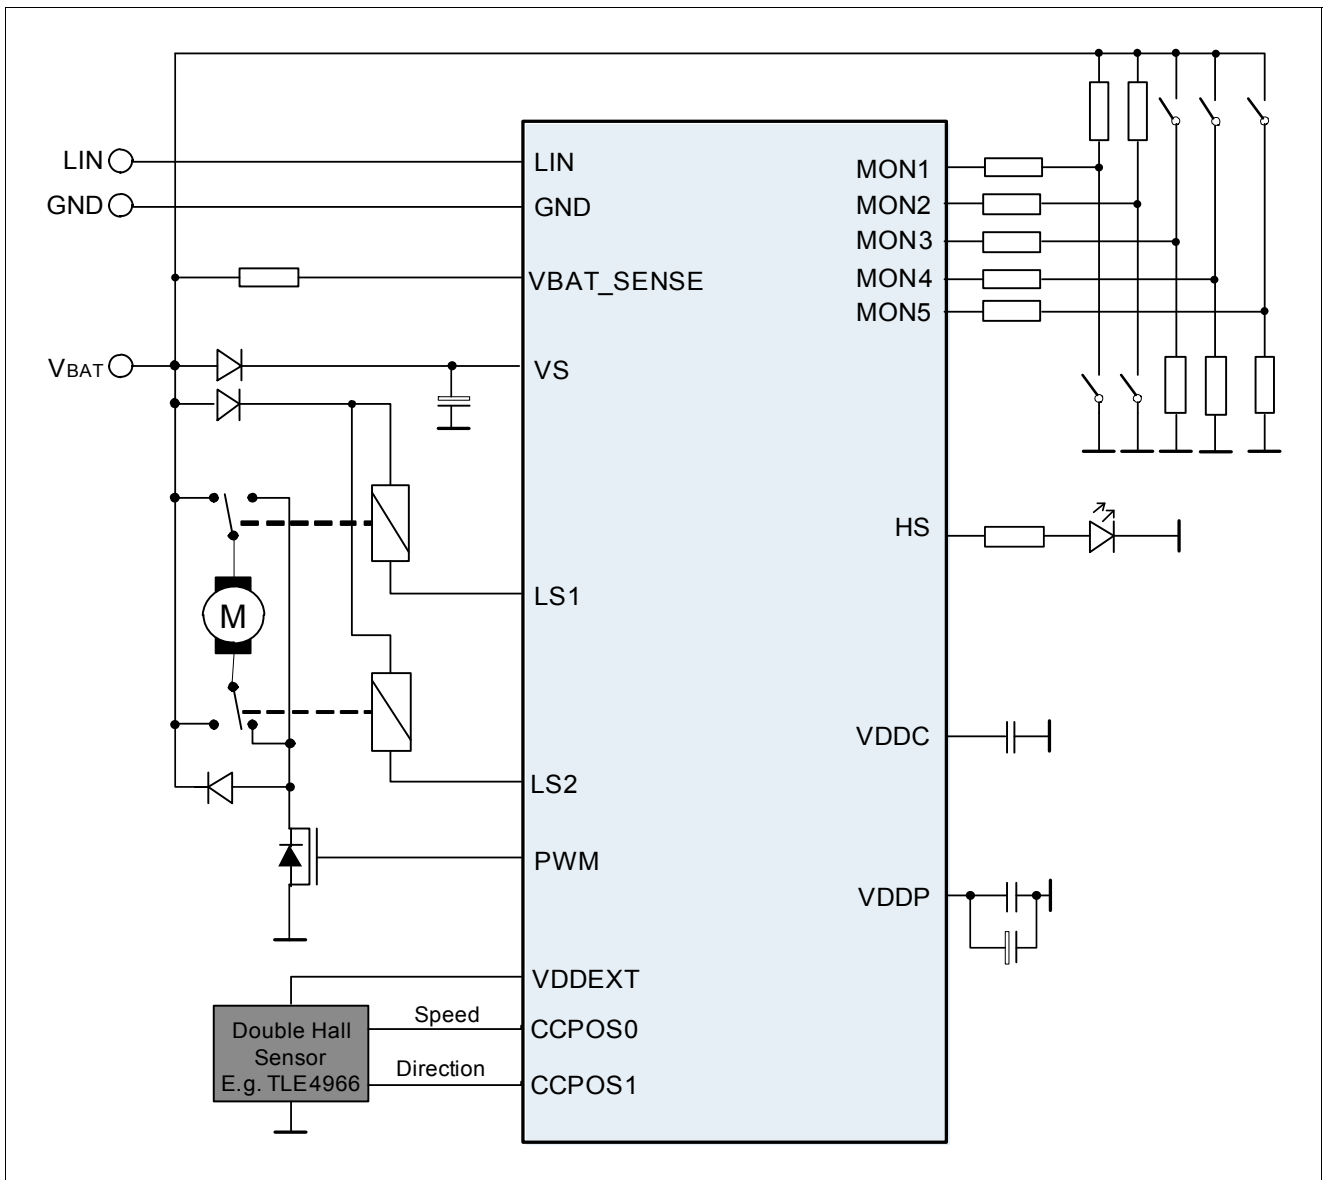 LIN
GND
VBAT
LIN
GND
VBAT_SENSE
VS
LS1
LS2
PWM
VDDEXT
CCPOS0
CCPOS1
MON1
MON2
MON3
MON4
MON5
HS
VDDC
VDDP
M
Speed
Direction
Double Hall
Sensor
E.g. TLE4966